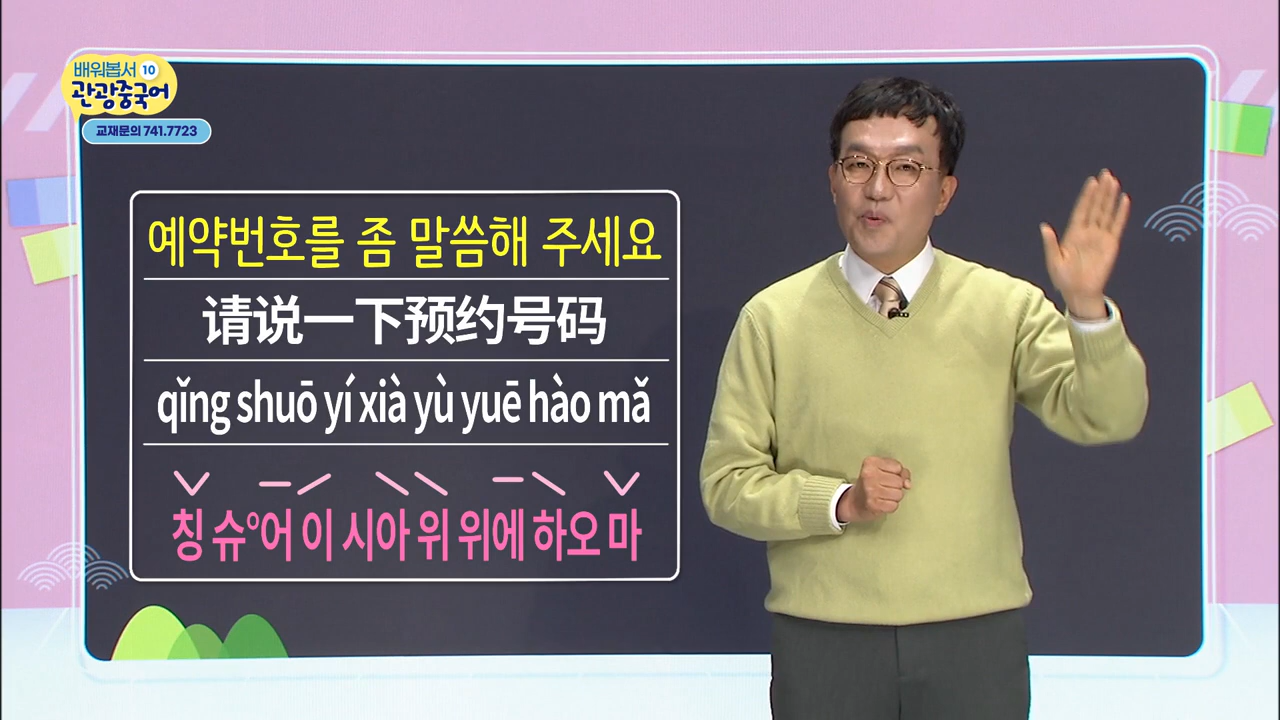 배워봅서 10
관광중국어
교재문의 741.7723
예약번호를 좀 말씀해 주세요
请说一下预约号码
qǐng shuō yí xià yù yuē hào mǎ
칭 슈º어 이 시아 위 위에 하오 마